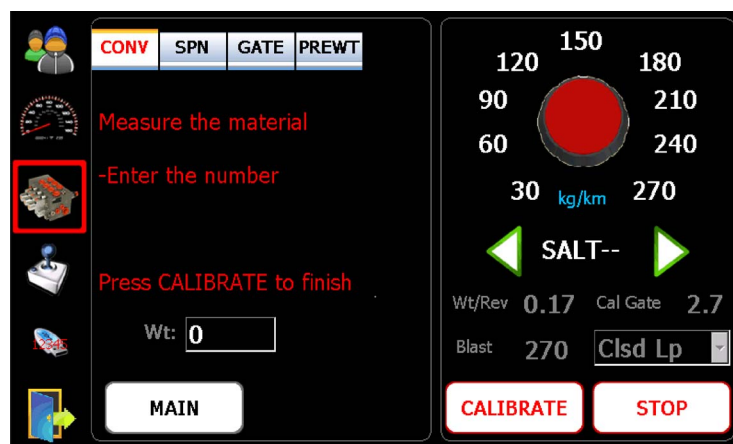 CONV SPN GATE PREWT
Measure the material
-Enter the number
Press CALIBRATE to finish
Wt: 0
MAIN
150
120 180
90 210
60 240
30 kg/km 270
SALT--
Wt/Rev 0.17 Cal Gate 2.7
Blast 270 Clsd Lp
CALIBRATE STOP
12345